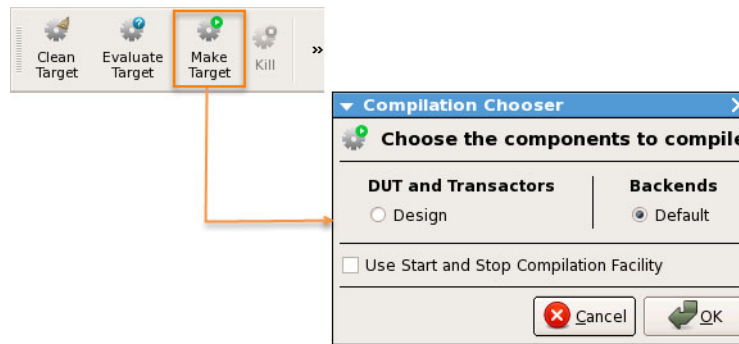 Clean Target
Evaluate Target
Make Target
Kill
»
Compilation Chooser
Choose the components to compile
DUT and Transactors
Backends
Design
Default
Use Start and Stop Compilation Facility
Cancel
OK